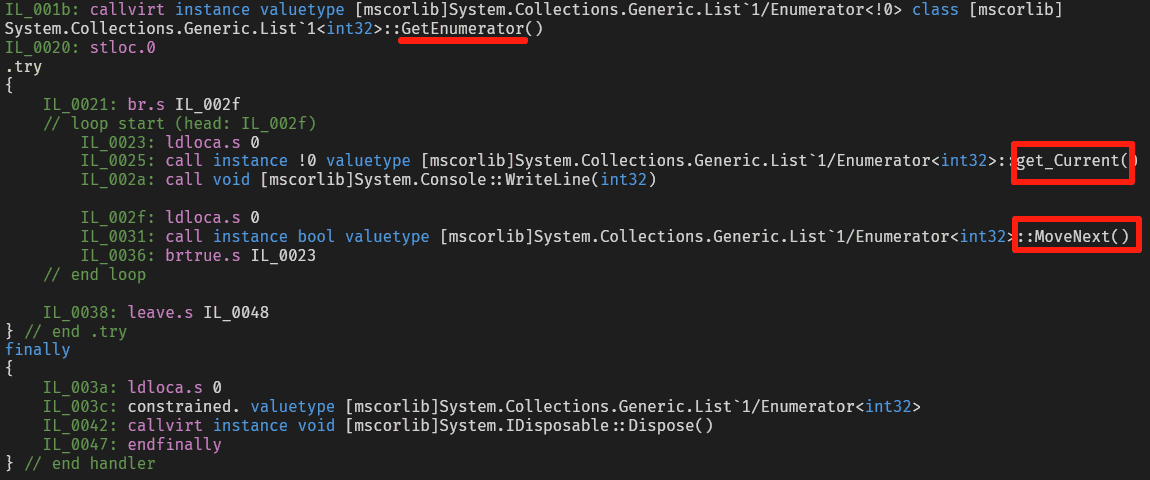 IL_001b: callvirt instance valuetype [mscorlib]System.Collections.Generic.List`1/Enumerator<!0> class [mscorlib]
System.Collections.Generic.List`1<int32>::GetEnumerator()
IL_0020: stloc.0
.try
{
IL_0021: br.s IL_002f
// loop start (head: IL_002f)
IL_0023: ldloca.s 0
IL_0025: call instance !0 valuetype [mscorlib]System.Collections.Generic.List`1/Enumerator<int32>::get_Current()
IL_002a: call void [mscorlib]System.Console::WriteLine(int32)
IL_002f: ldloca.s 0
IL_0031: call instance bool valuetype [mscorlib]System.Collections.Generic.List`1/Enumerator<int32>::MoveNext()
IL_0036: brtrue.s IL_0023
// end loop
IL_0038: leave.s IL_0048
} // end .try
finally
{
IL_003a: ldloca.s 0
IL_003c: constrained. valuetype [mscorlib]System.Collections.Generic.List`1/Enumerator<int32>
IL_0042: callvirt instance void [mscorlib]System.IDisposable::Dispose()
IL_0047: endfinally
} // end handler